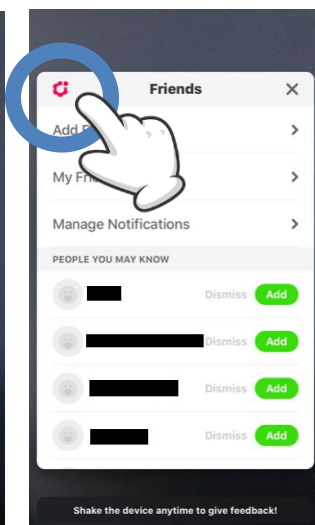 Friends
Add
My Fri
Manage Notifications
PEOPLE YOU MAY KNOW
Dismiss Add
Dismiss Add
Dismiss Add
Dismiss Add
Shake the device anytime to give feedback!